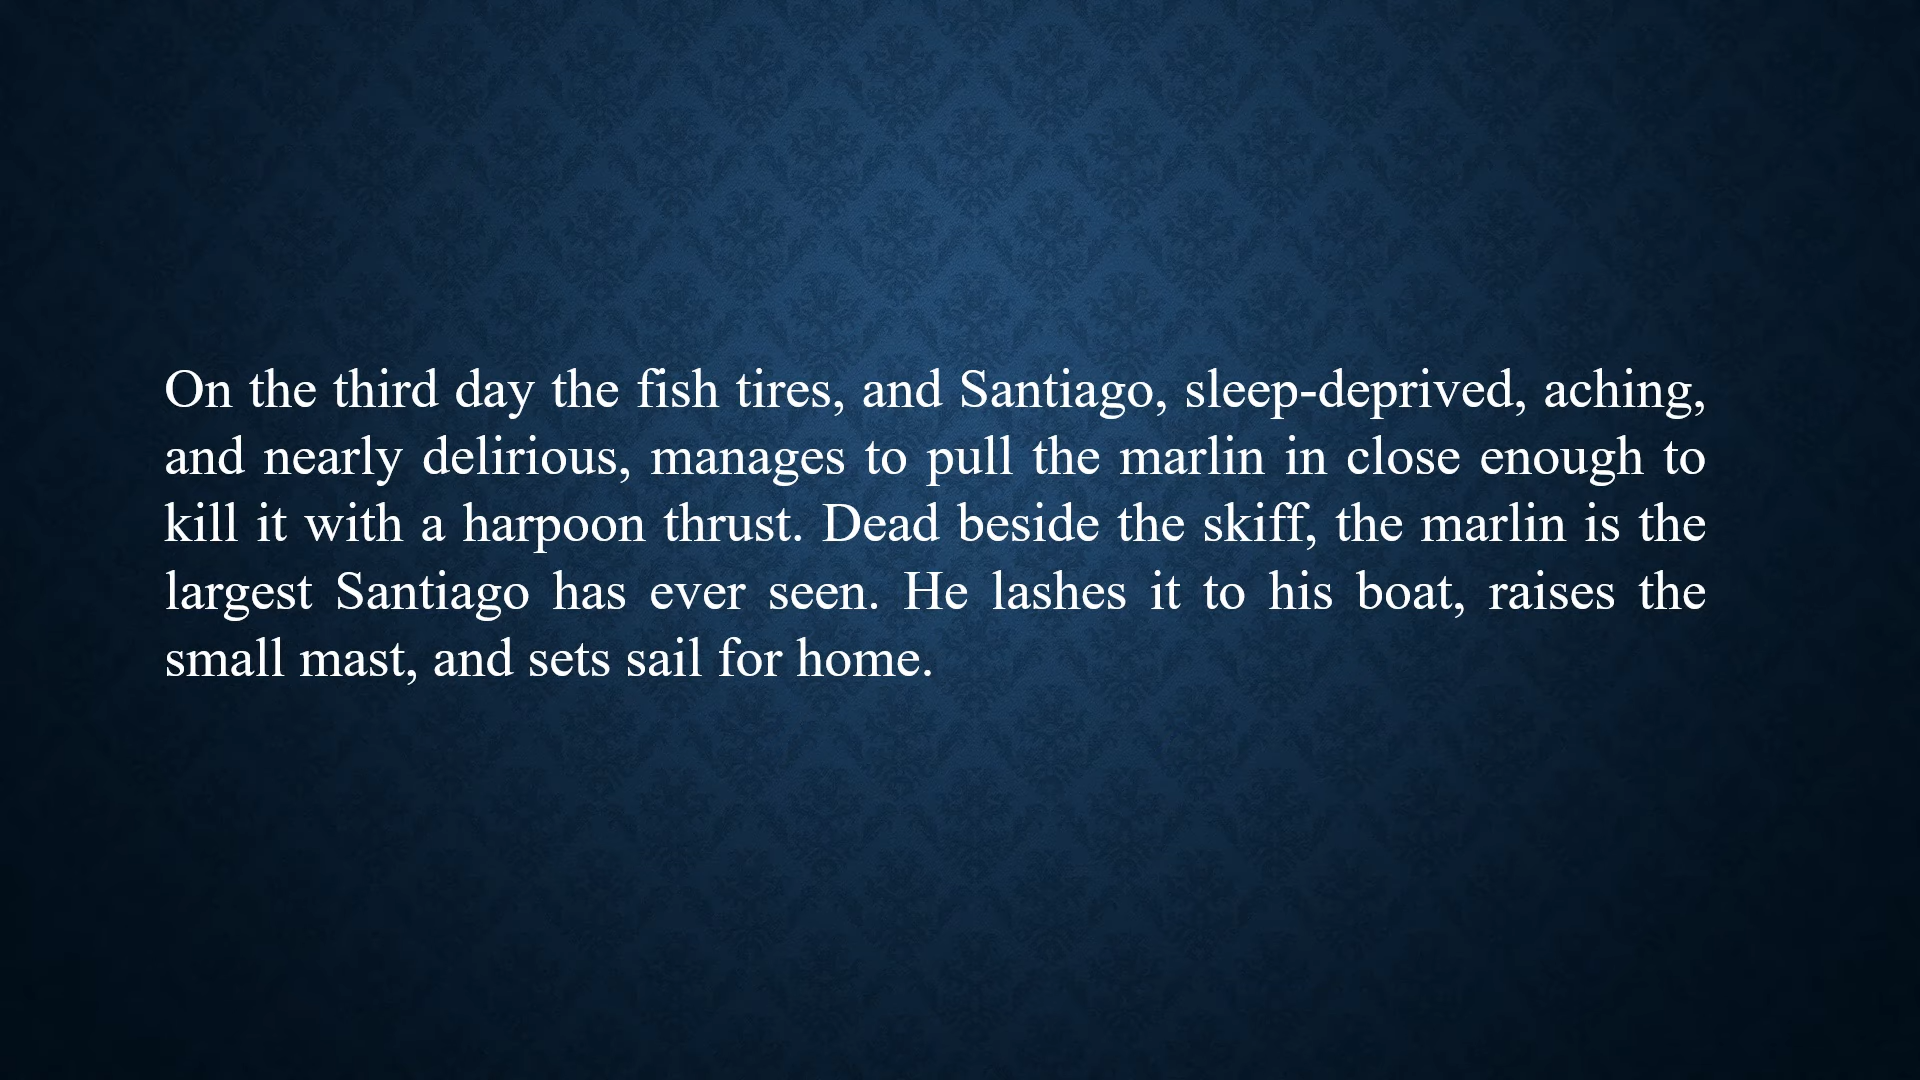 On the third day the fish tires, and Santiago, sleep-deprived, aching,
and nearly delirious, manages to pull the marlin in close enough to
kill it with a harpoon thrust. Dead beside the skiff, the marlin is the
largest Santiago has ever seen. He lashes it to his boat, raises the
small mast, and sets sail for home.